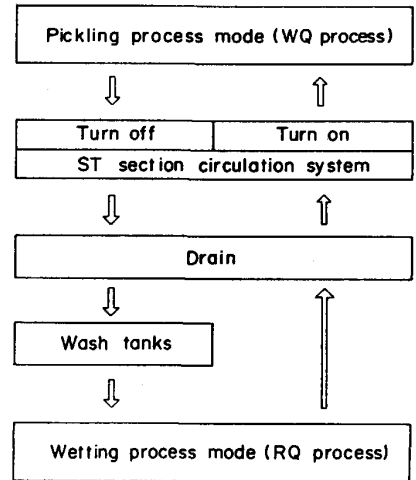 Pickling process mode (WQ process)
Turn off Turn on
ST section circulation system
Drain
Wash tanks
Wetting process mode (RQ process)